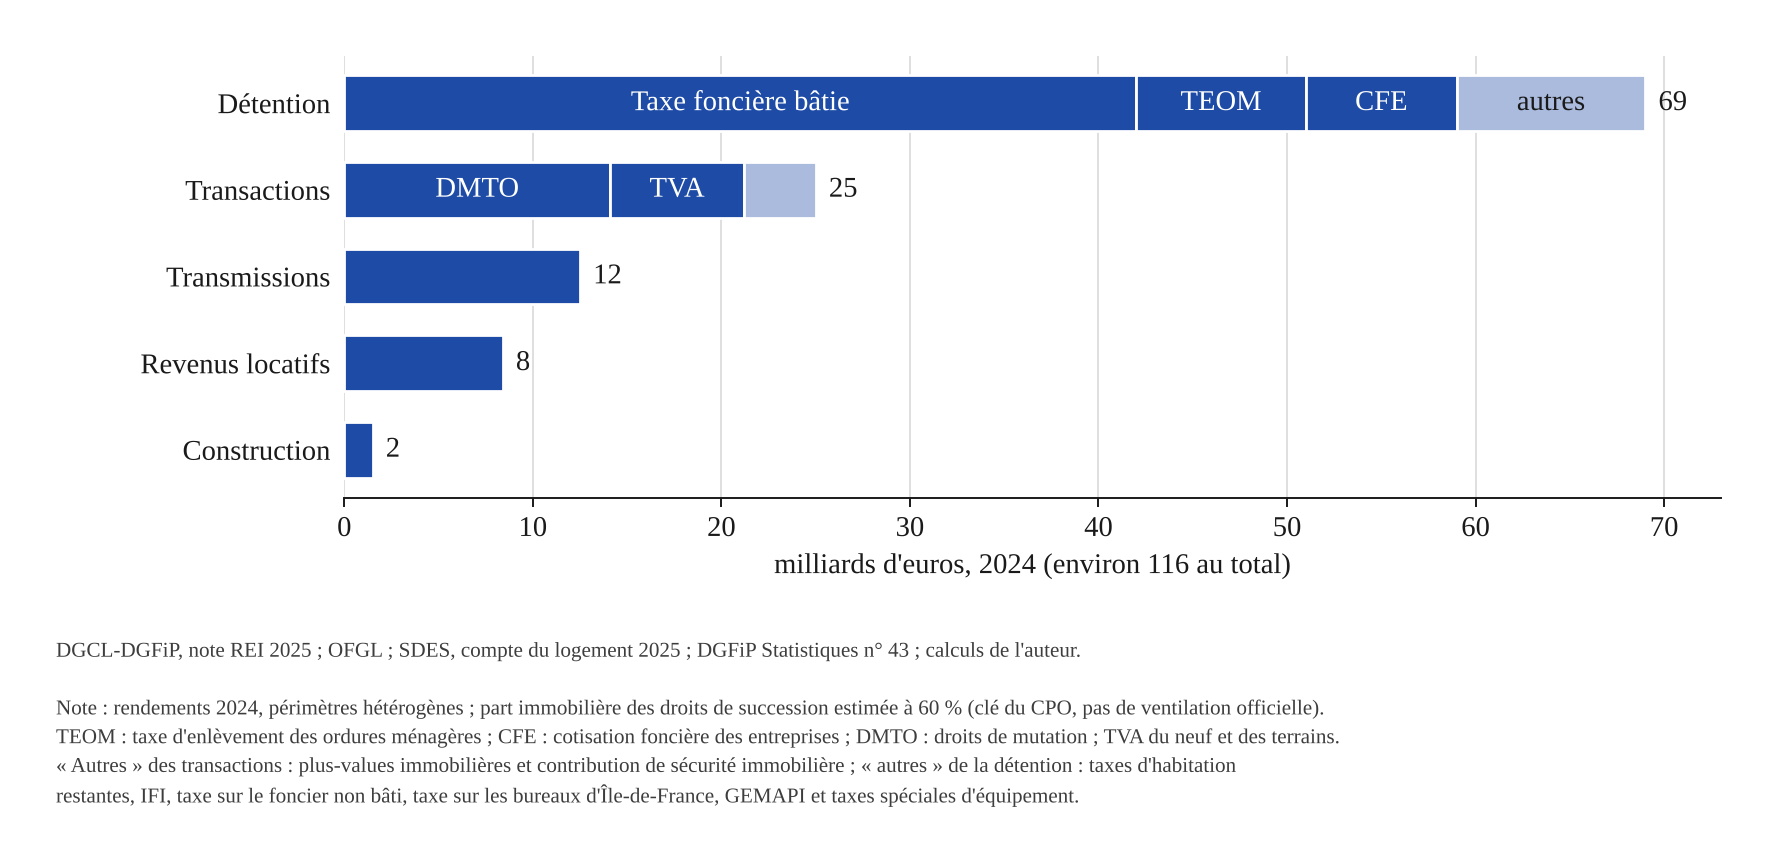 Détention
Taxe foncière bâtie
TEOM
CFE
autres
69
Transactions
DMTO
TVA
25
Transmissions
12
Revenus locatifs
8
Construction
2
0 10 20 30 40 50 60 70
milliards d'euros, 2024 (environ 116 au total)
DGCL-DGFiP, note REI 2025 ; OFGL ; SDES, compte du logement 2025 ; DGFiP Statistiques n° 43 ; calculs de l'auteur.
Note : rendements 2024, périmètres hétérogènes ; part immobilière des droits de succession estimée à 60 % (clé du CPO, pas de ventilation officielle).
TEOM : taxe d'enlèvement des ordures ménagères ; CFE : cotisation foncière des entreprises ; DMTO : droits de mutation ; TVA du neuf et des terrains.
« Autres » des transactions : plus-values immobilières et contribution de sécurité immobilière ; « autres » de la détention : taxes d'habitation
restantes, IFI, taxe sur le foncier non bâti, taxe sur les bureaux d'Île-de-France, GEMAPI et taxes spéciales d'équipement.